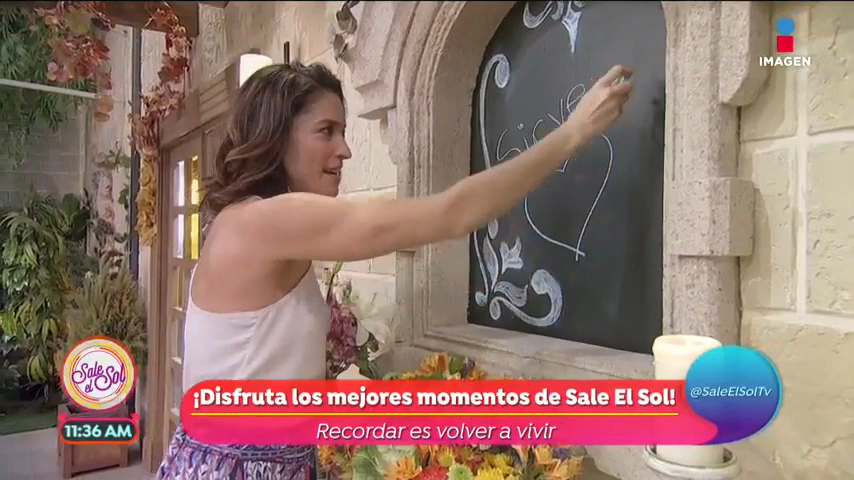 IMAGEN
Sale
el
Sol
11:36 AM
@SaleElSolTv
¡Disfruta los mejores momentos de Sale El Sol!
Recordar es volver a vivir